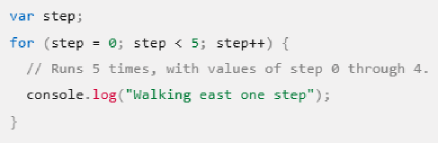 var step;
for (step = 0; step < 5; step++) {
  // Runs 5 times, with values of step 0 through 4.
  console.log("Walking east one step");
}